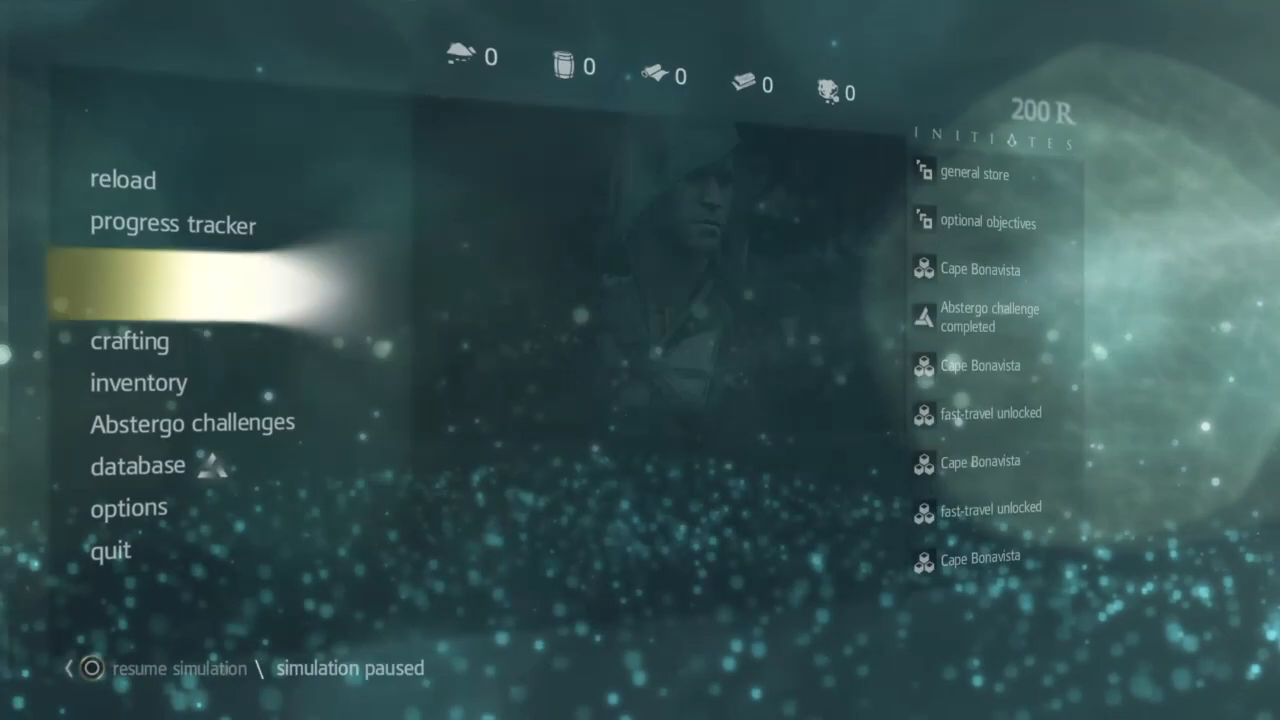 0 0 0 0 0
200 R
INITIATES
general store
optional objectives
Cape Bonavista
Abstergo challenge
completed
Cape Bonavista
fast-travel unlocked
Cape Bonavista
fast-travel unlocked
Cape Bonavista
reload
progress tracker
crafting
inventory
Abstergo challenges
database
options
quit
resume simulation \ simulation paused